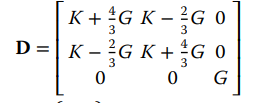 K + 4/3 G K − 2/3 G 0
D = K − 2/3 G K + 4/3 G 0
0 0 G